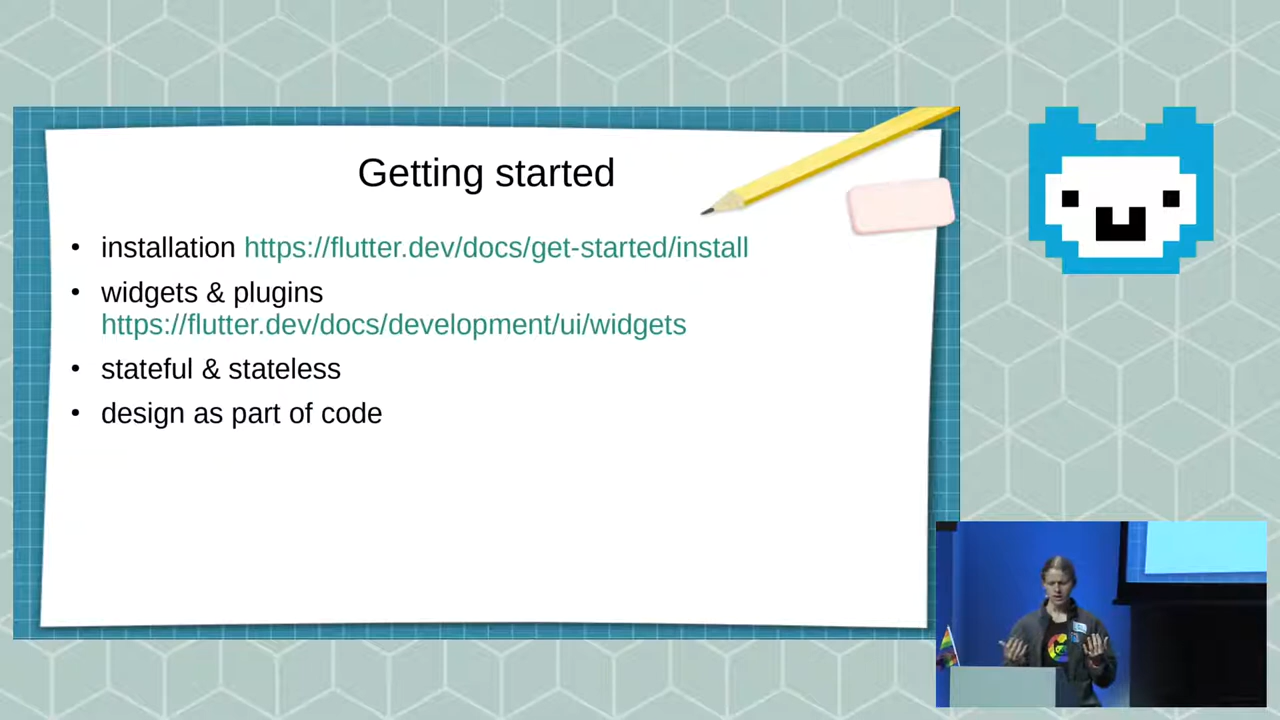 Getting started
• installation https://flutter.dev/docs/get-started/install
• widgets & plugins
https://flutter.dev/docs/development/ui/widgets
• stateful & stateless
• design as part of code